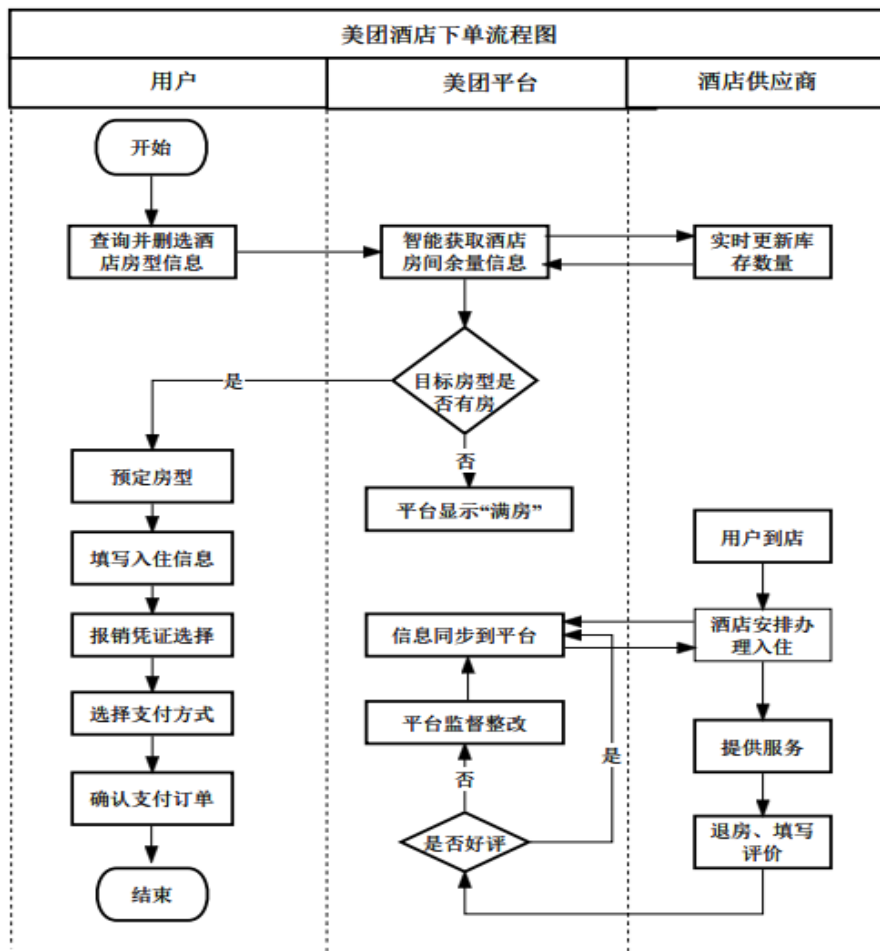 美团酒店下单流程图
用户
美团平台
酒店供应商
开始
查询并删选酒
店房型信息
智能获取酒店
房间余量信息
实时更新库
存数量
目标房型是
否有房
是
否
预定房型
平台显示“满房”
填写入住信息
用户到店
报销凭证选择
信息同步到平台
酒店安排办
理入住
选择支付方式
平台监督整改
提供服务
是
否
确认支付订单
是否好评
退房、填写
评价
结束